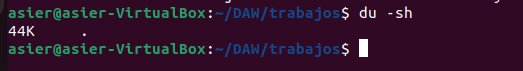 asier@asier-VirtualBox:~/DAW/trabajos$ du -sh
44K     .
asier@asier-VirtualBox:~/DAW/trabajos$